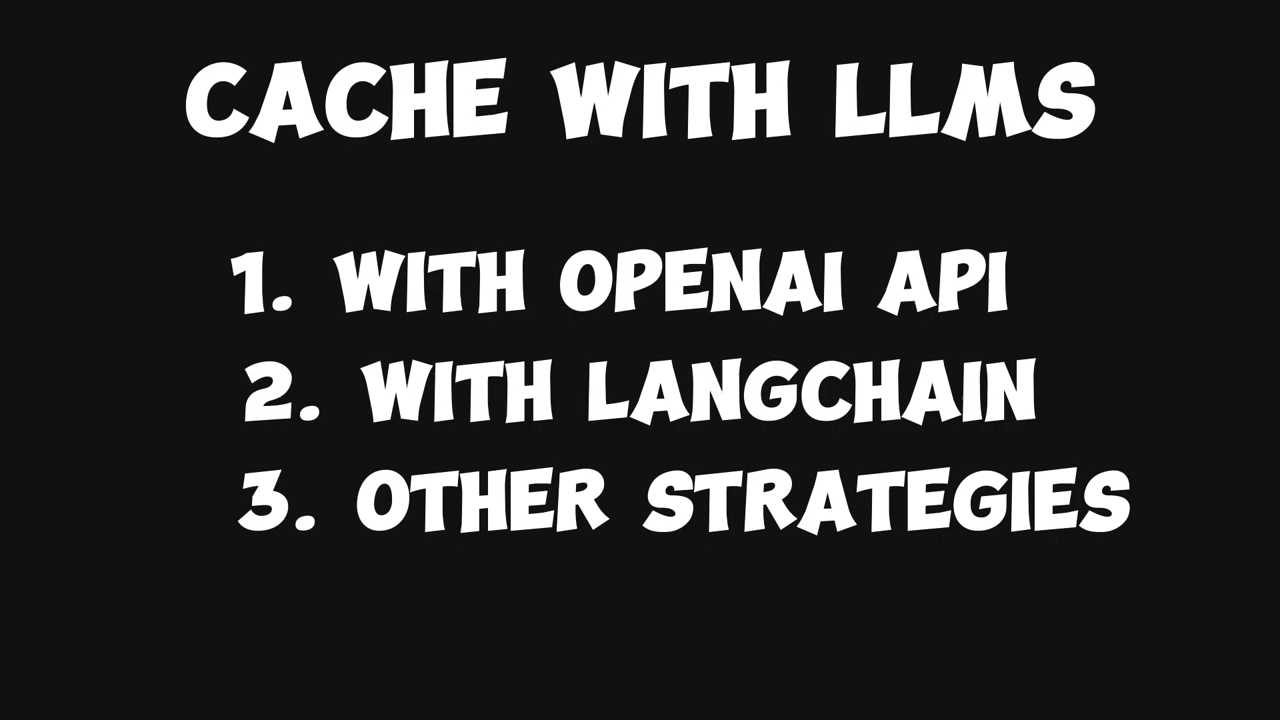 CACHE WITH LLMS
1. WITH OPENAI API
2. WITH LANGCHAIN
3. OTHER STRATEGIES